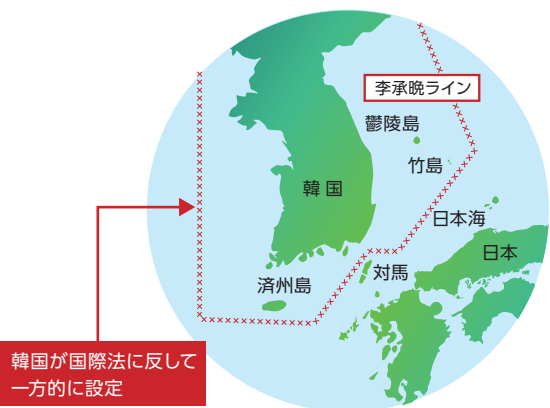 李承晩ライン
鬱陵島
竹島
韓国
日本海
日本
対馬
済州島
韓国が国際法に反して
一方的に設定